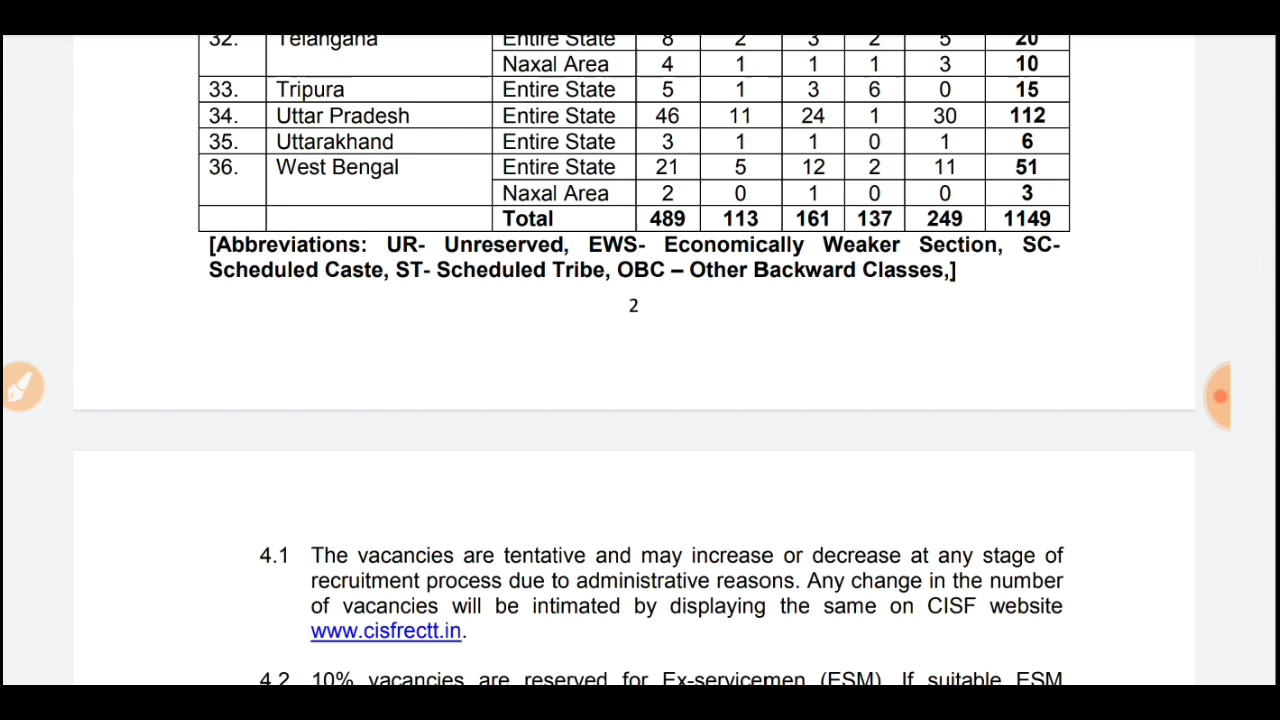 32. Telangana Entire State 8 2 3 2 5 20
Naxal Area 4 1 1 1 3 10
33. Tripura Entire State 5 1 3 6 0 15
34. Uttar Pradesh Entire State 46 11 24 1 30 112
35. Uttarakhand Entire State 3 1 1 0 1 6
36. West Bengal Entire State 21 5 12 2 11 51
Naxal Area 2 0 1 0 0 3
Total 489 113 161 137 249 1149
[Abbreviations: UR- Unreserved, EWS- Economically Weaker Section, SC-
Scheduled Caste, ST- Scheduled Tribe, OBC – Other Backward Classes,]
2
4.1 The vacancies are tentative and may increase or decrease at any stage of
recruitment process due to administrative reasons. Any change in the number
of vacancies will be intimated by displaying the same on CISF website
www.cisfrectt.in.
4.2 10% vacancies are reserved for Ex-servicemen (ESM). If suitable ESM